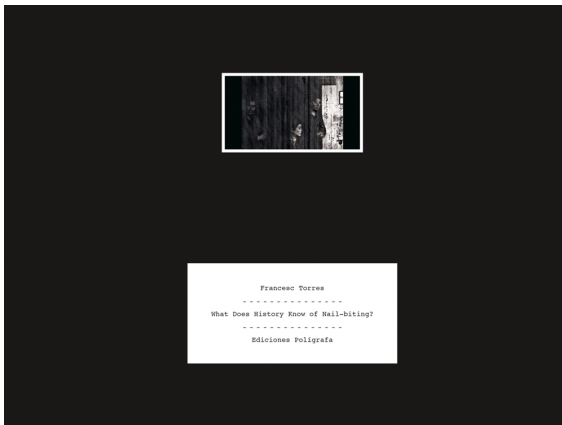 Francesc Torres
- - - - - - - - - - - - - - -
What Does History Know of Nail-biting?
- - - - - - - - - - - - - - -
Ediciones Polígrafa